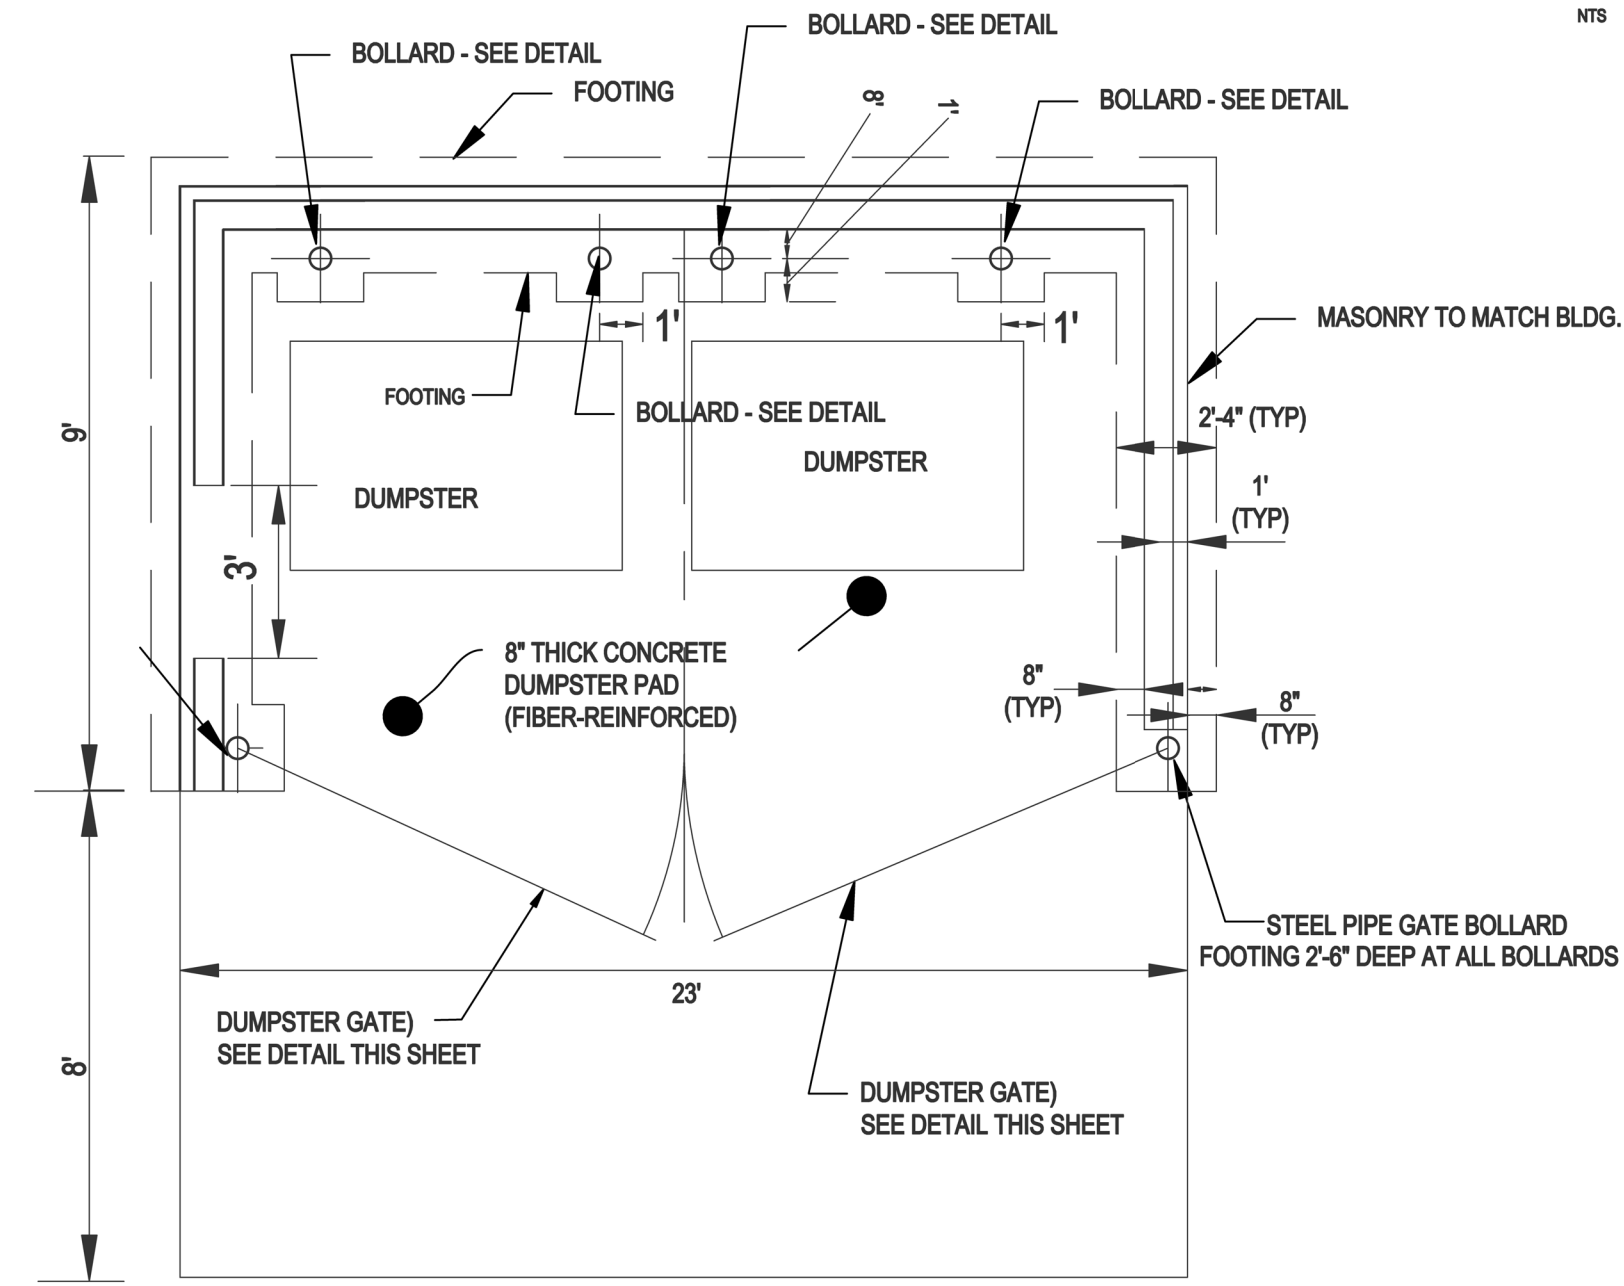 NTS
BOLLARD - SEE DETAIL
BOLLARD - SEE DETAIL
FOOTING
8'
1'
BOLLARD - SEE DETAIL
1'
1'
MASONRY TO MATCH BLDG.
FOOTING
BOLLARD - SEE DETAIL
2'-4" (TYP)
9'
DUMPSTER
DUMPSTER
1'
(TYP)
3'
8" THICK CONCRETE
DUMPSTER PAD
(FIBER-REINFORCED)
8"
(TYP)
8"
(TYP)
STEEL PIPE GATE BOLLARD
FOOTING 2'-6" DEEP AT ALL BOLLARDS
23'
DUMPSTER GATE)
SEE DETAIL THIS SHEET
8'
DUMPSTER GATE)
SEE DETAIL THIS SHEET